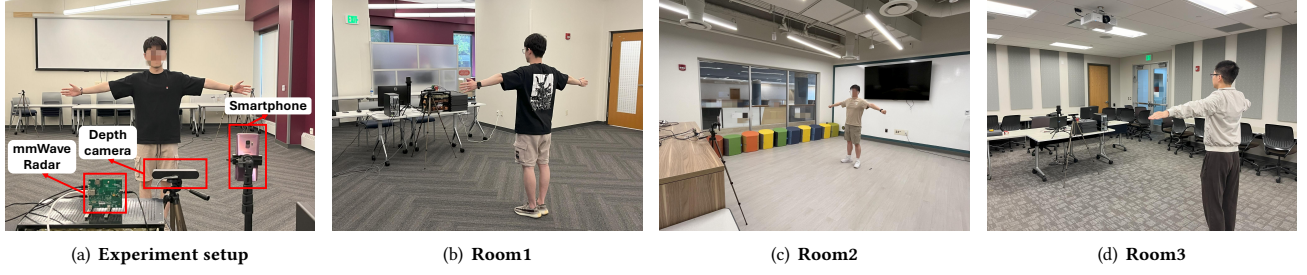 Smartphone
Depth
camera
mmWave
Radar
(a) Experiment setup
(b) Room1
(c) Room2
(d) Room3